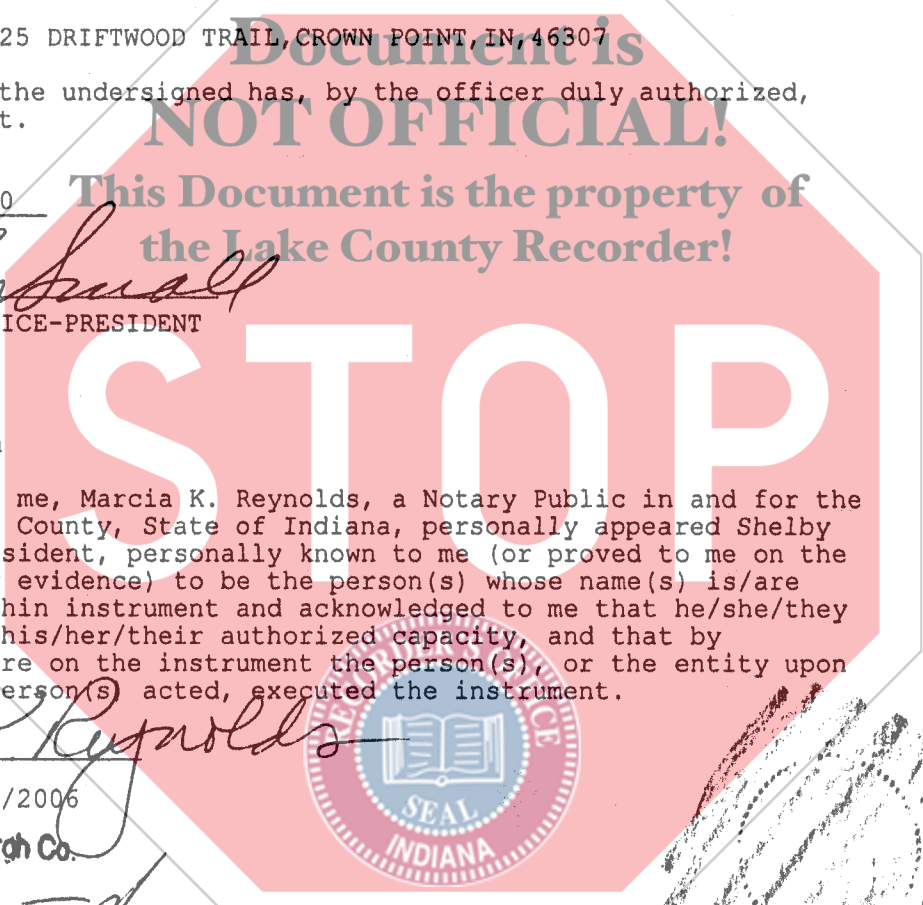 25 DRIFTWOOD TRAIL,CROWN POINT,IN,46307
Document is
the undersigned has, by the officer duly authorized,
t.
NOT OFFICIAL!
This Document is the property of
0
the Lake County Recorder!
Small
ICE-PRESIDENT
STOP
me, Marcia K. Reynolds, a Notary Public in and for the
County, State of Indiana, personally appeared Shelby
sident, personally known to me (or proved to me on the
evidence) to be the person(s) whose name(s) is/are
hin instrument and acknowledged to me that he/she/they
his/her/their authorized capacity, and that by
re on the instrument the person(s), or the entity upon
erson(s) acted, executed the instrument.
Reynolds
RECORDER'S OFFICE
/2006
SEAL
Co.
INDIANA